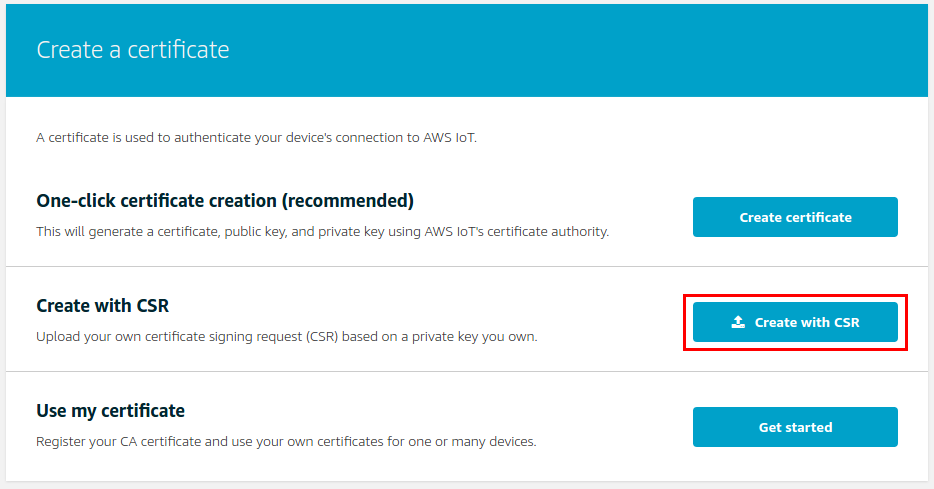 Create a certificate
A certificate is used to authenticate your device's connection to AWS IoT.
One-click certificate creation (recommended)
This will generate a certificate, public key, and private key using AWS IoT's certificate authority.
Create certificate
Create with CSR
Upload your own certificate signing request (CSR) based on a private key you own.
Create with CSR
Use my certificate
Register your CA certificate and use your own certificates for one or many devices.
Get started